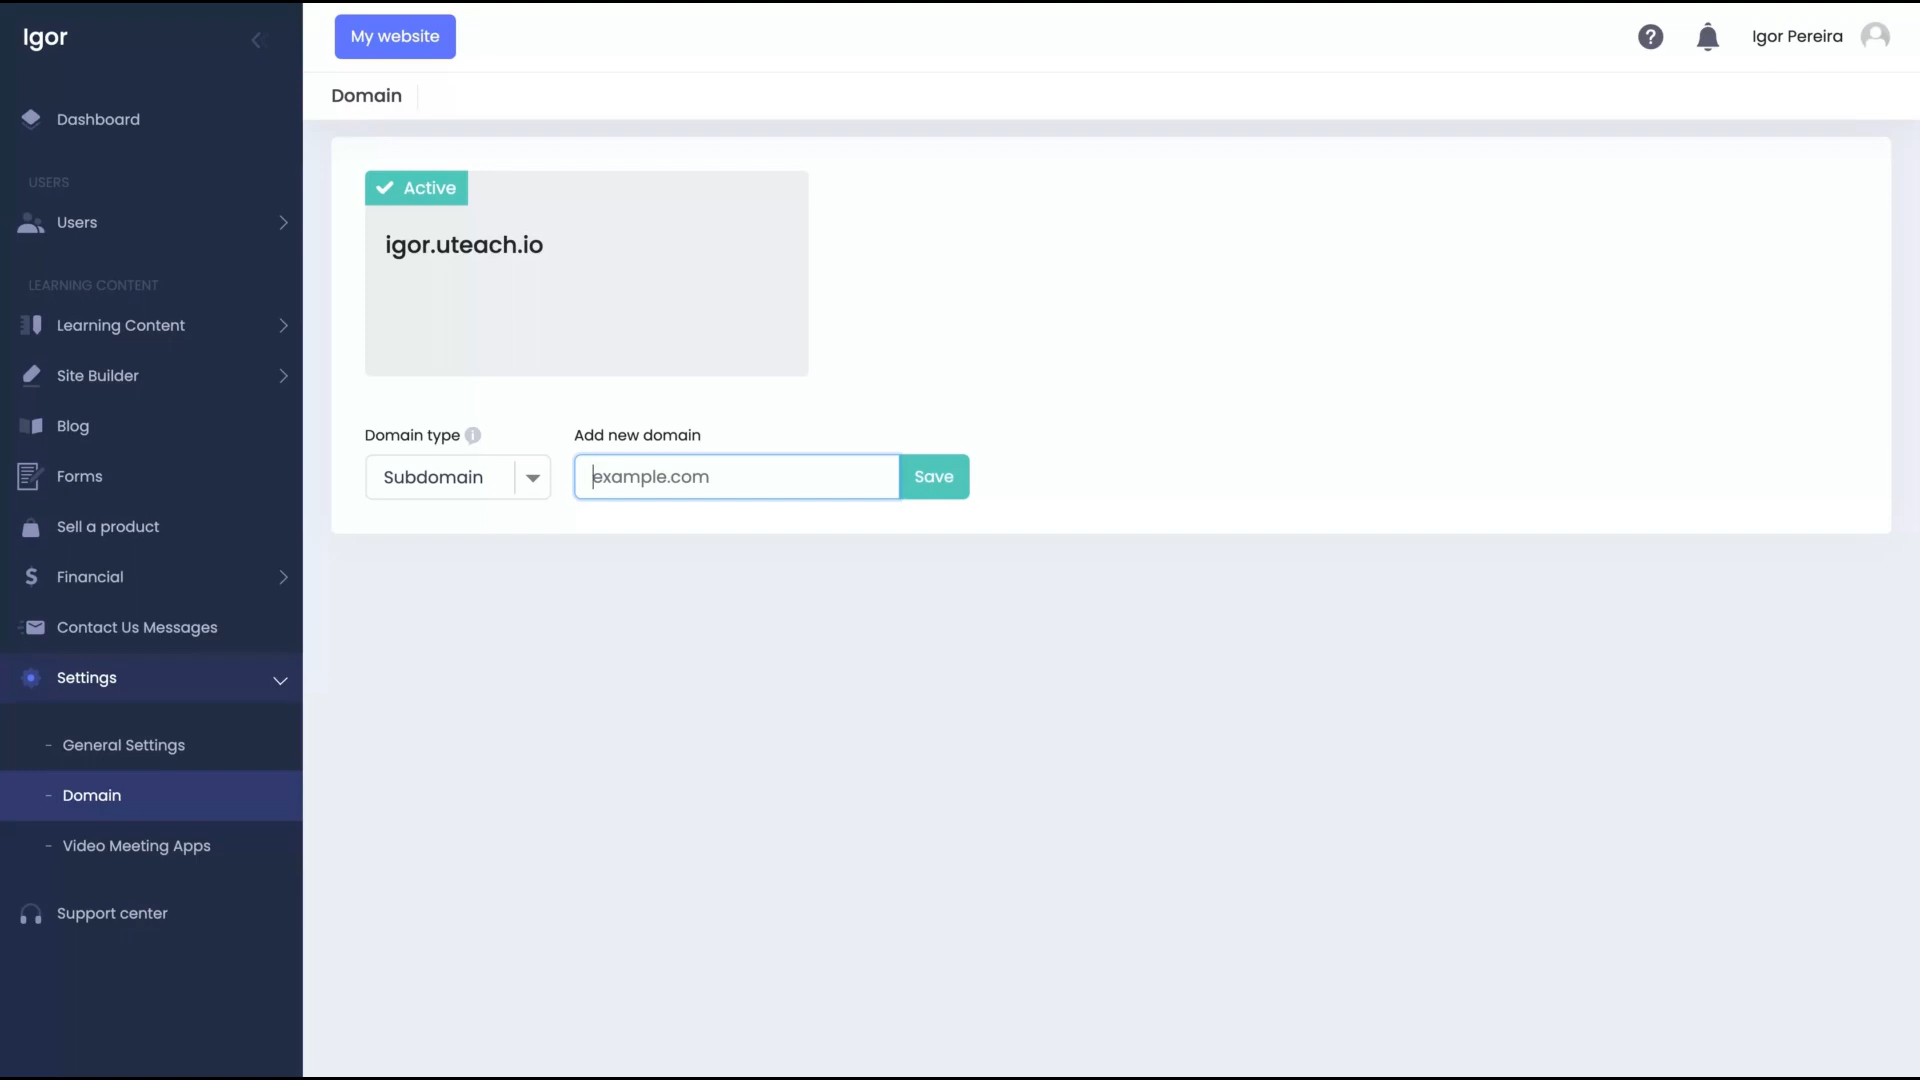 Igor
My website
Igor Pereira
Domain
Dashboard
USERS
Users
LEARNING CONTENT
Learning Content
Site Builder
Blog
Forms
Sell a product
Financial
Contact Us Messages
Settings
- General Settings
- Domain
- Video Meeting Apps
Support center
Active
igor.uteach.io
Domain type
Add new domain
Subdomain
example.com
Save